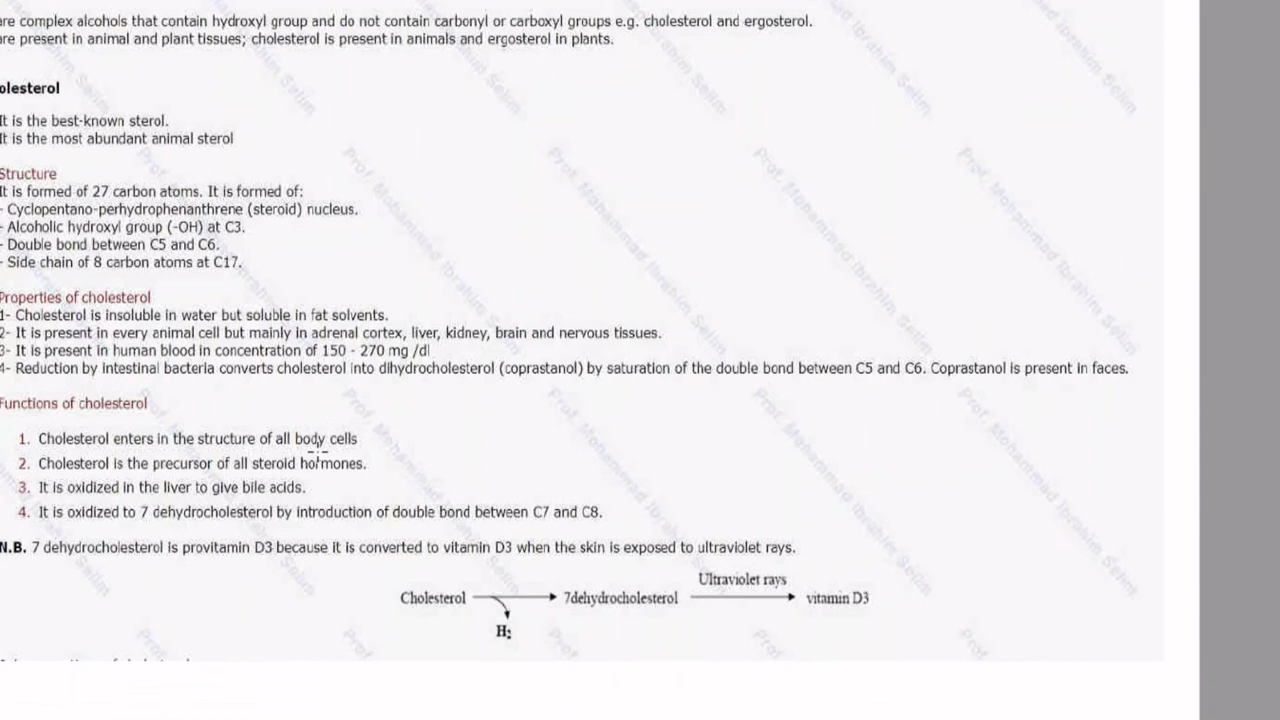 are complex alcohols that contain hydroxyl group and do not contain carbonyl or carboxyl groups e.g. cholesterol and ergosterol.
are present in animal and plant tissues; cholesterol is present in animals and ergosterol in plants.
olesterol
It is the best-known sterol.
It is the most abundant animal sterol
Structure
It is formed of 27 carbon atoms. It is formed of:
- Cyclopentano-perhydrophenanthrene (steroid) nucleus.
- Alcoholic hydroxyl group (-OH) at C3.
- Double bond between C5 and C6.
- Side chain of 8 carbon atoms at C17.
Properties of cholesterol
1- Cholesterol is insoluble in water but soluble in fat solvents.
2- It is present in every animal cell but mainly in adrenal cortex, liver, kidney, brain and nervous tissues.
3- It is present in human blood in concentration of 150 - 270 mg /dl
4- Reduction by intestinal bacteria converts cholesterol into dihydrocholesterol (coprastanol) by saturation of the double bond between C5 and C6. Coprastanol is present in faces.
Functions of cholesterol
1. Cholesterol enters in the structure of all body cells
2. Cholesterol is the precursor of all steroid hormones.
3. It is oxidized in the liver to give bile acids.
4. It is oxidized to 7 dehydrocholesterol by introduction of double bond between C7 and C8.
N.B. 7 dehydrocholesterol is provitamin D3 because it is converted to vitamin D3 when the skin is exposed to ultraviolet rays.
Ultraviolet rays
Cholesterol 7dehydrocholesterol vitamin D3
H2
Prof. Mohammad Ibrahim Selim